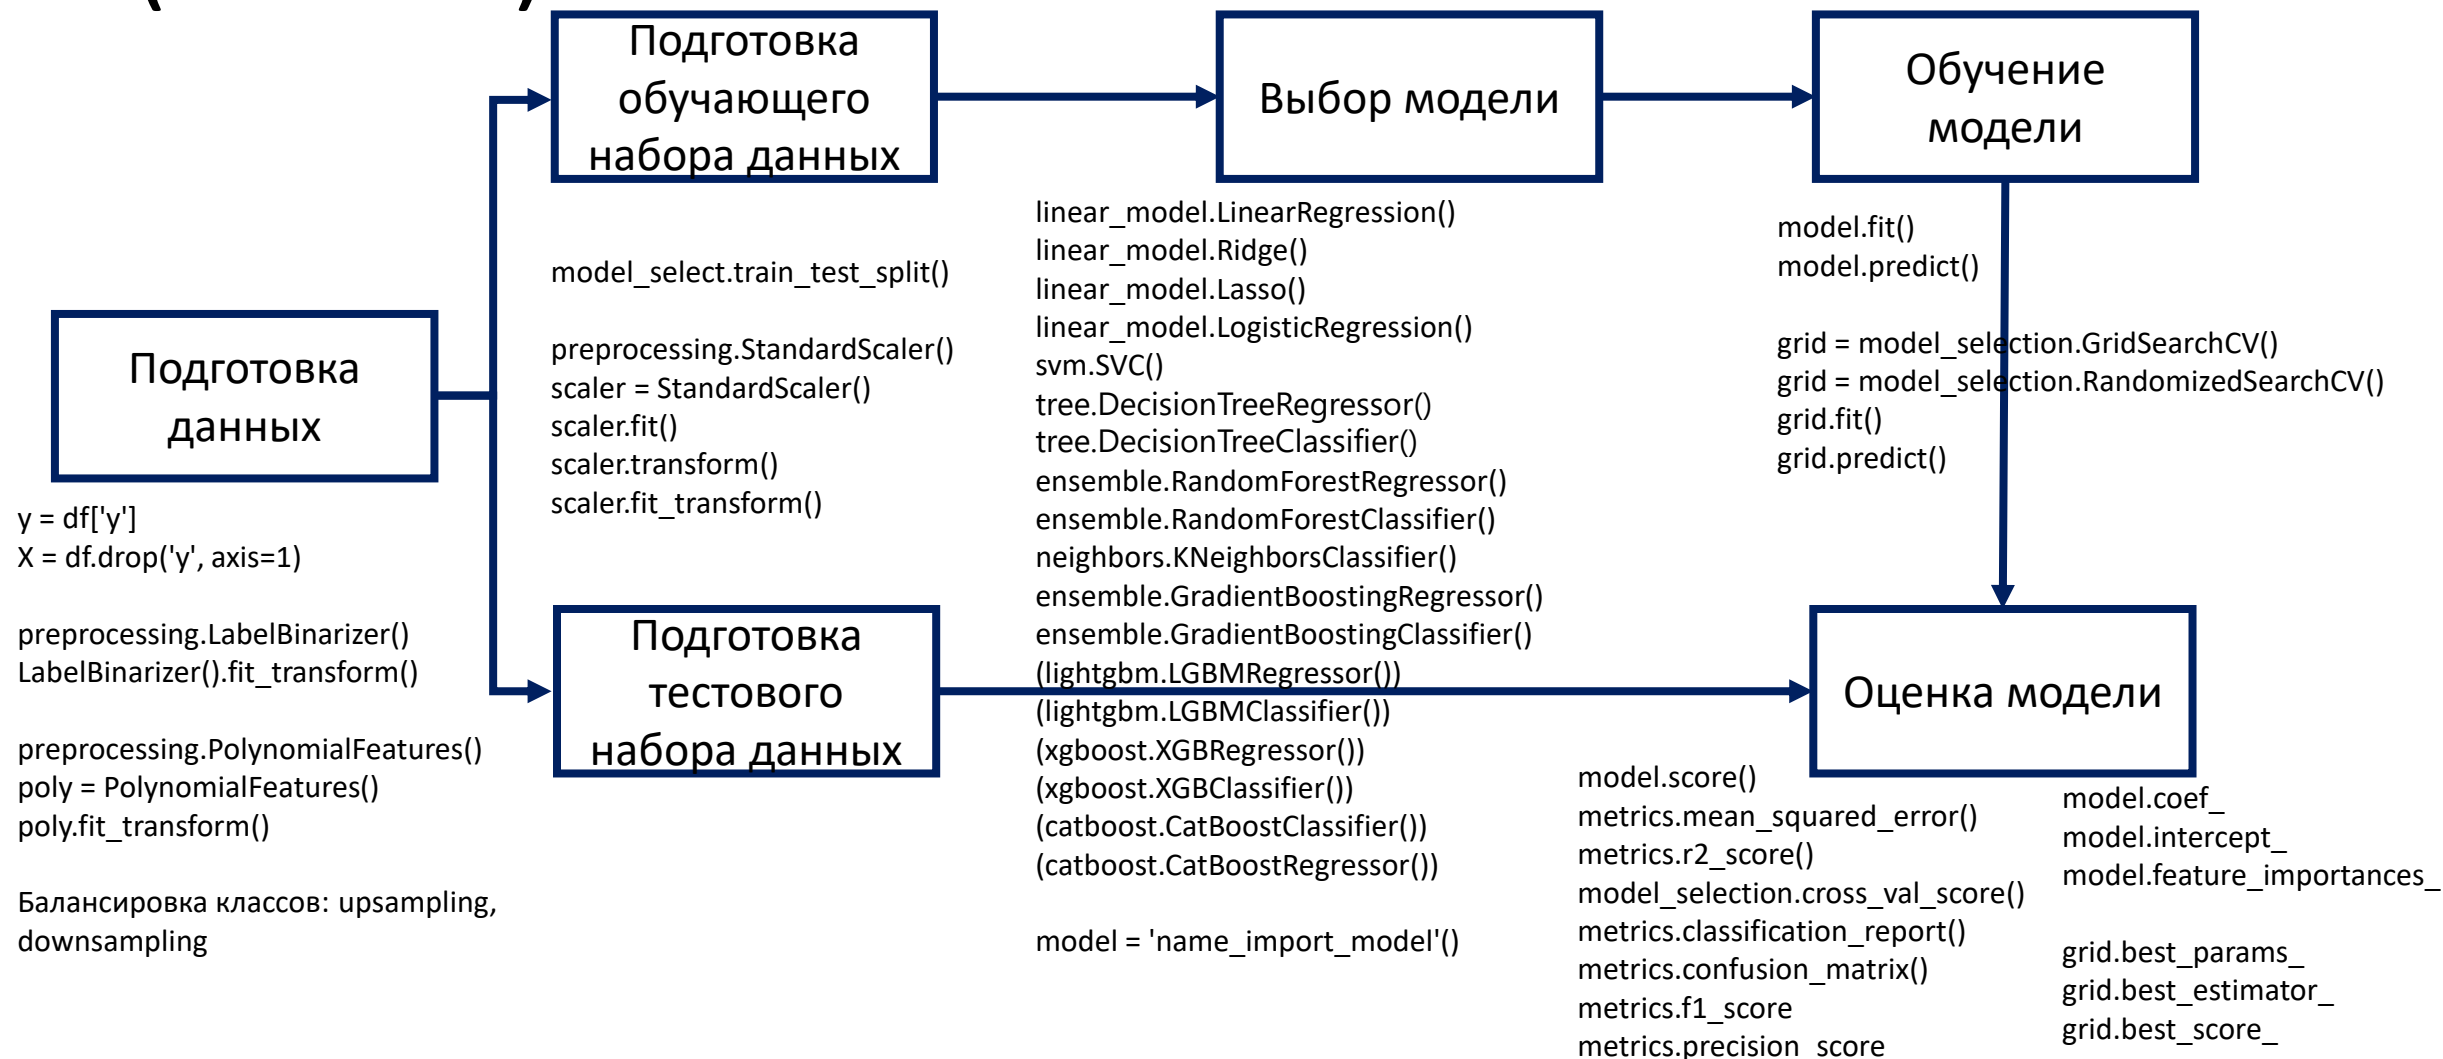 Подготовка
обучающего
набора данных
Выбор модели
Обучение
модели
model_select.train_test_split()
preprocessing.StandardScaler()
scaler = StandardScaler()
scaler.fit()
scaler.transform()
scaler.fit_transform()
linear_model.LinearRegression()
linear_model.Ridge()
linear_model.Lasso()
linear_model.LogisticRegression()
svm.SVC()
tree.DecisionTreeRegressor()
tree.DecisionTreeClassifier()
ensemble.RandomForestRegressor()
ensemble.RandomForestClassifier()
neighbors.KNeighborsClassifier()
ensemble.GradientBoostingRegressor()
ensemble.GradientBoostingClassifier()
(lightgbm.LGBMRegressor())
(lightgbm.LGBMClassifier())
(xgboost.XGBRegressor())
(xgboost.XGBClassifier())
(catboost.CatBoostClassifier())
(catboost.CatBoostRegressor())
model = 'name_import_model'()
model.fit()
model.predict()
grid = model_selection.GridSearchCV()
grid = model_selection.RandomizedSearchCV()
grid.fit()
grid.predict()
Подготовка
данных
y = df['y']
X = df.drop('y', axis=1)
preprocessing.LabelBinarizer()
LabelBinarizer().fit_transform()
preprocessing.PolynomialFeatures()
poly = PolynomialFeatures()
poly.fit_transform()
Балансировка классов: upsampling,
downsampling
Подготовка
тестового
набора данных
Оценка модели
model.score()
metrics.mean_squared_error()
metrics.r2_score()
model_selection.cross_val_score()
metrics.classification_report()
metrics.confusion_matrix()
metrics.f1_score
metrics.precision_score
model.coef_
model.intercept_
model.feature_importances_
grid.best_params_
grid.best_estimator_
grid.best_score_